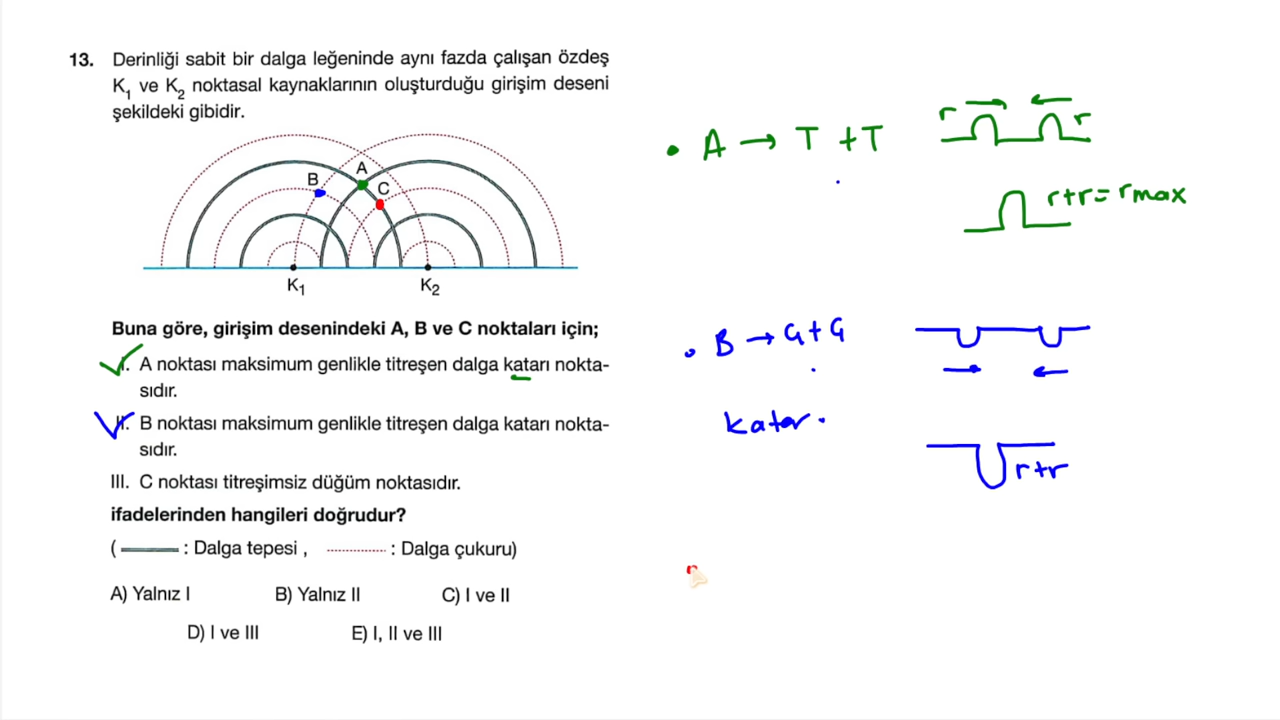 13. Derinliği sabit bir dalga leğeninde aynı fazda çalışan özdeş
K₁ ve K₂ noktasal kaynaklarının oluşturduğu girişim deseni
şekildeki gibidir.
A
B
C
K₁
K₂
Buna göre, girişim desenindeki A, B ve C noktaları için;
I. A noktası maksimum genlikle titreşen dalga katarı nokta-
sıdır.
II. B noktası maksimum genlikle titreşen dalga katarı nokta-
sıdır.
III. C noktası titreşimsiz düğüm noktasıdır.
ifadelerinden hangileri doğrudur?
( : Dalga tepesi , : Dalga çukuru)
A) Yalnız I B) Yalnız II C) I ve II
D) I ve III E) I, II ve III
• A → T + T
r r
r+r=rmax
• B → Ç + Ç
katar.
r+r